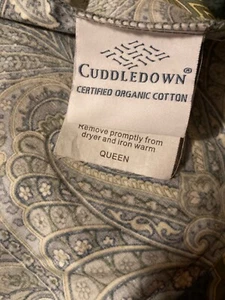 CUDDLEDOWN®
CERTIFIED ORGANIC COTTON
Remove promptly from
dryer and iron warm
QUEEN